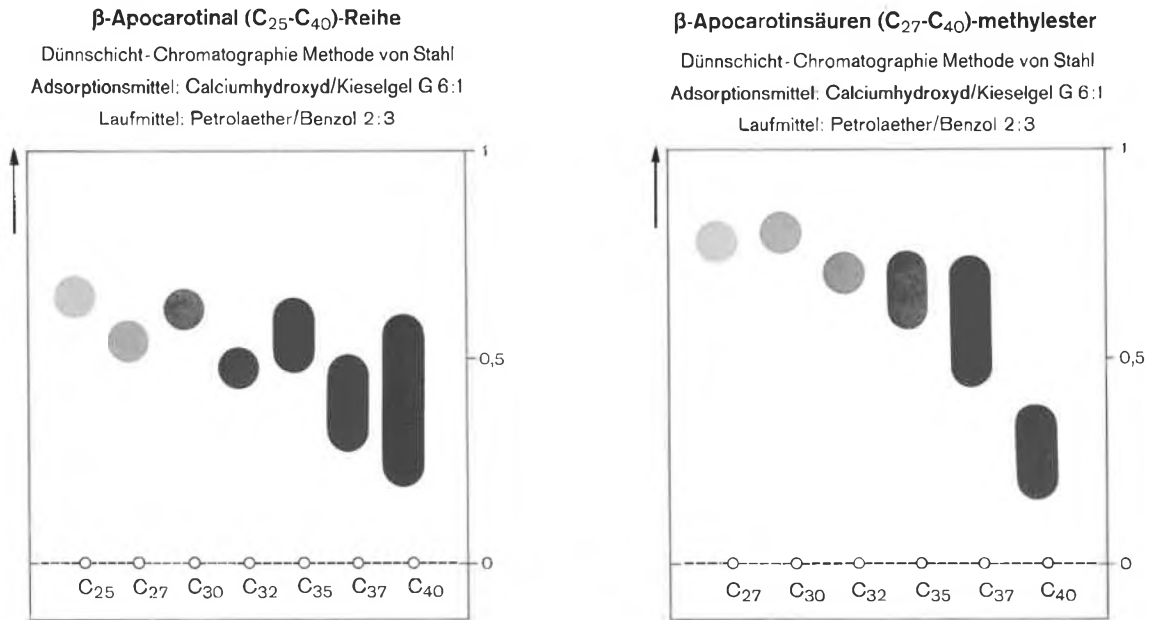 β-Apocarotinal (C₂₅-C₄₀)-Reihe
Dünnschicht-Chromatographie Methode von Stahl
Adsorptionsmittel: Calciumhydroxyd/Kieselgel G 6:1
Laufmittel: Petrolaether/Benzol 2:3
1
0,5
0
C₂₅ C₂₇ C₃₀ C₃₂ C₃₅ C₃₇ C₄₀
β-Apocarotinsäuren (C₂₇-C₄₀)-methylester
Dünnschicht-Chromatographie Methode von Stahl
Adsorptionsmittel: Calciumhydroxyd/Kieselgel G 6:1
Laufmittel: Petrolaether/Benzol 2:3
1
0,5
0
C₂₇ C₃₀ C₃₂ C₃₅ C₃₇ C₄₀